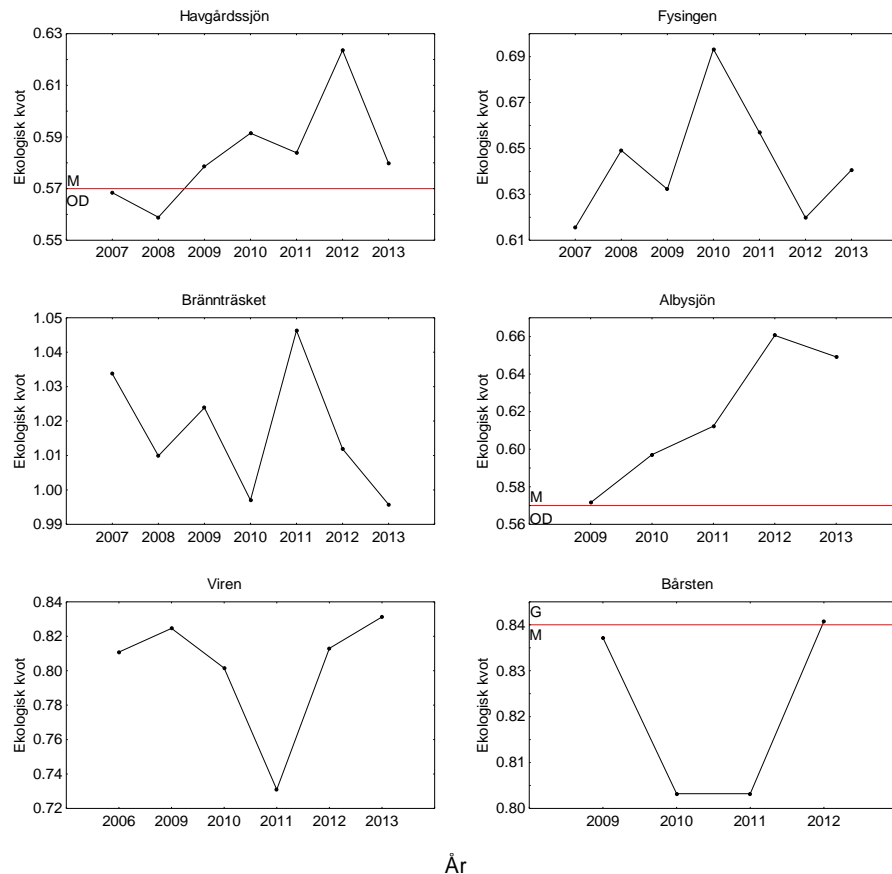 Havgårdssjön
Ekologisk kvot
0.63
0.61
0.59
0.57
0.55
M
OD
2007 2008 2009 2010 2011 2012 2013
Fysingen
Ekologisk kvot
0.69
0.67
0.65
0.63
0.61
2007 2008 2009 2010 2011 2012 2013
Brännträsket
Ekologisk kvot
1.05
1.04
1.03
1.02
1.01
1.00
0.99
2007 2008 2009 2010 2011 2012 2013
Albysjön
Ekologisk kvot
0.66
0.64
0.62
0.60
0.58
0.56
M
OD
2009 2010 2011 2012 2013
Viren
Ekologisk kvot
0.84
0.82
0.80
0.78
0.76
0.74
0.72
2006 2009 2010 2011 2012 2013
Bårsten
Ekologisk kvot
0.84
0.83
0.82
0.81
0.80
G
M
2009 2010 2011 2012
År